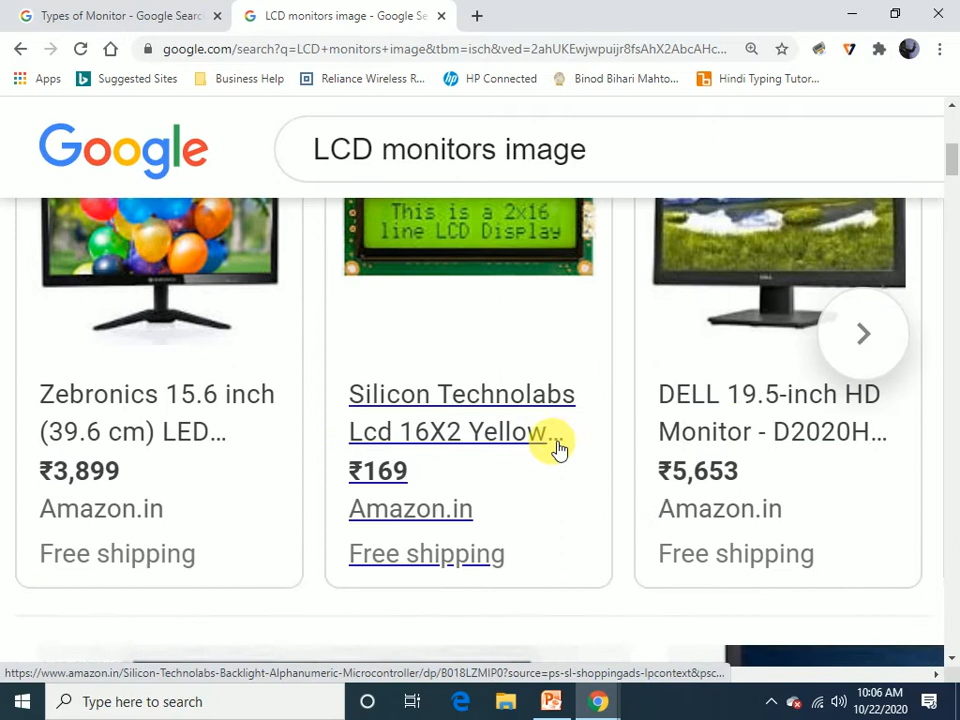 Types of Monitor - Google Searc
LCD monitors image - Google Se
google.com/search?q=LCD+monitors+image&tbm=isch&ved=2ahUKEwjwpuijr8fsAhX2AbcAHc...
Apps
Suggested Sites
Business Help
Reliance Wireless R...
HP Connected
Binod Bihari Mahto...
Hindi Typing Tutor...
Google
LCD monitors image
This is a 2x16
line LCD Display
DELL
Zebronics 15.6 inch
(39.6 cm) LED...
₹3,899
Amazon.in
Free shipping
Silicon Technolabs
Lcd 16X2 Yellow...
₹169
Amazon.in
Free shipping
DELL 19.5-inch HD
Monitor - D2020H...
₹5,653
Amazon.in
Free shipping
https://www.amazon.in/Silicon-Technolabs-Backlight-Alphanumeric-Microcontroller/dp/B018LZMIP0?source=ps-sl-shoppingads-lpcontext&psc...
Type here to search
10:06 AM
10/22/2020